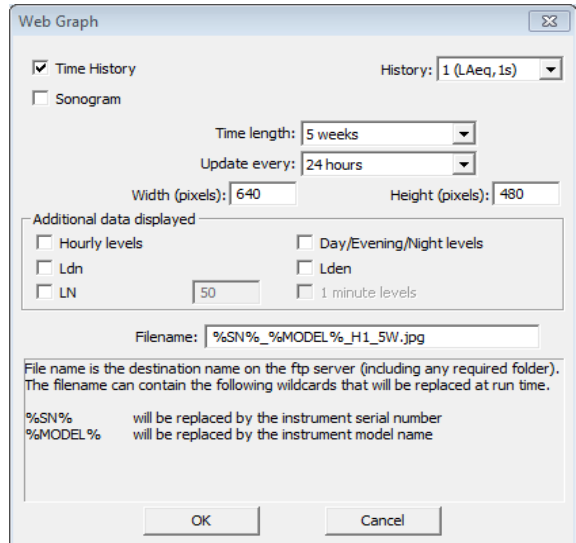 Web Graph
Time History History: 1 (LAeq, 1s)
Sonogram
Time length: 5 weeks
Update every: 24 hours
Width (pixels): 640 Height (pixels): 480
Additional data displayed
Hourly levels Day/Evening/Night levels
Ldn Lden
LN 50 1 minute levels
Filename: %SN%_%MODEL%_H1_5W.jpg
File name is the destination name on the ftp server (including any required folder).
The filename can contain the following wildcards that will be replaced at run time.
%SN% will be replaced by the instrument serial number
%MODEL% will be replaced by the instrument model name
OK Cancel